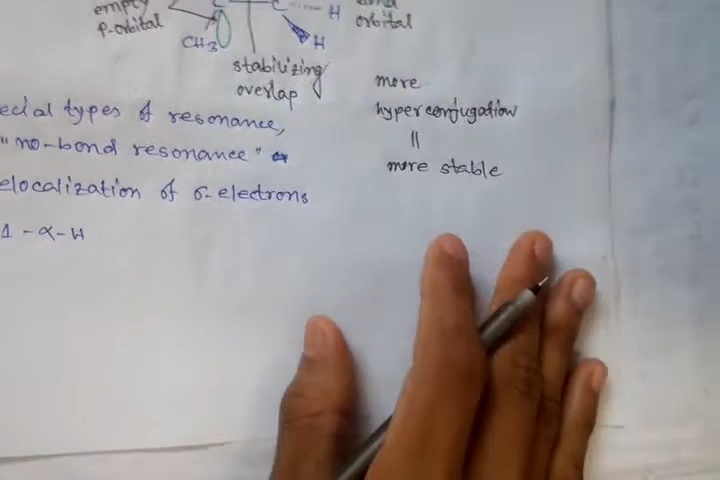 empty
P-orbital
C C H
orbital
CH3
H
stabilizing
overlap
more
hyperconjugation
||
more stable
ecial types of resonance,
"no-bond resonance"
elocalization of σ-electrons
1-α-H